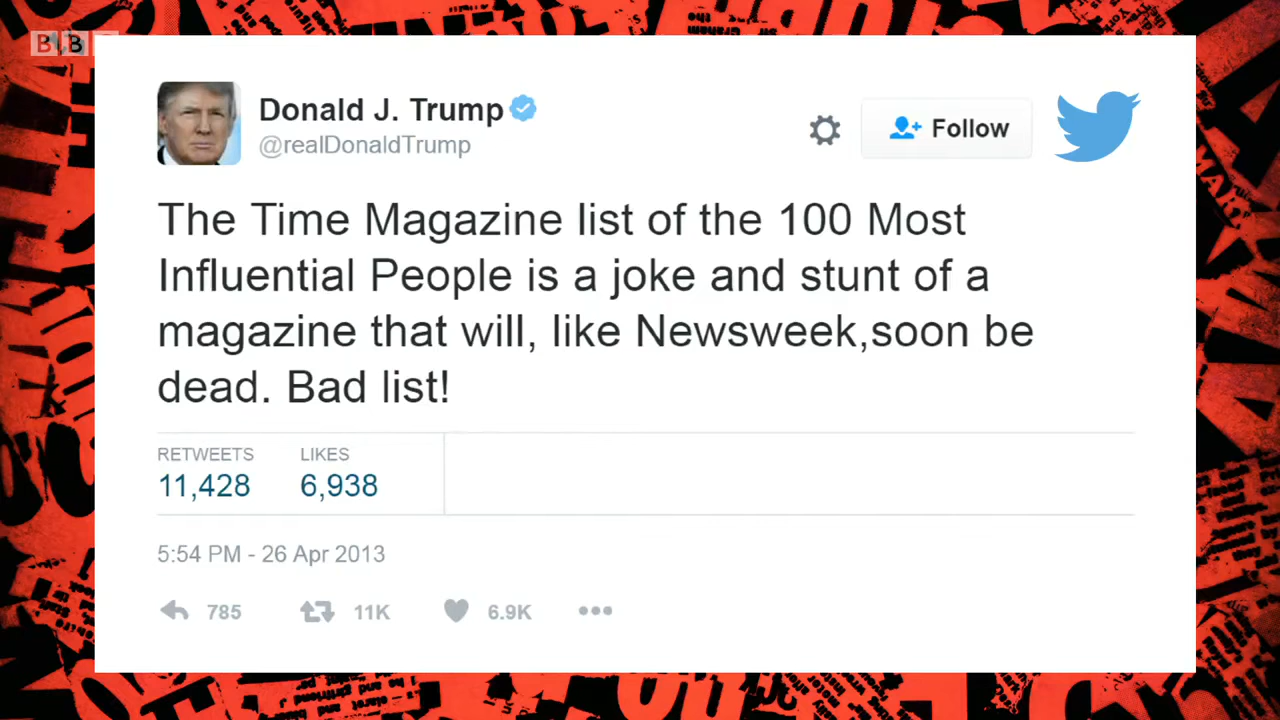 BBC
Donald J. Trump
@realDonaldTrump
Follow
The Time Magazine list of the 100 Most
Influential People is a joke and stunt of a
magazine that will, like Newsweek,soon be
dead. Bad list!
RETWEETS LIKES
11,428 6,938
5:54 PM - 26 Apr 2013
785 11K 6.9K